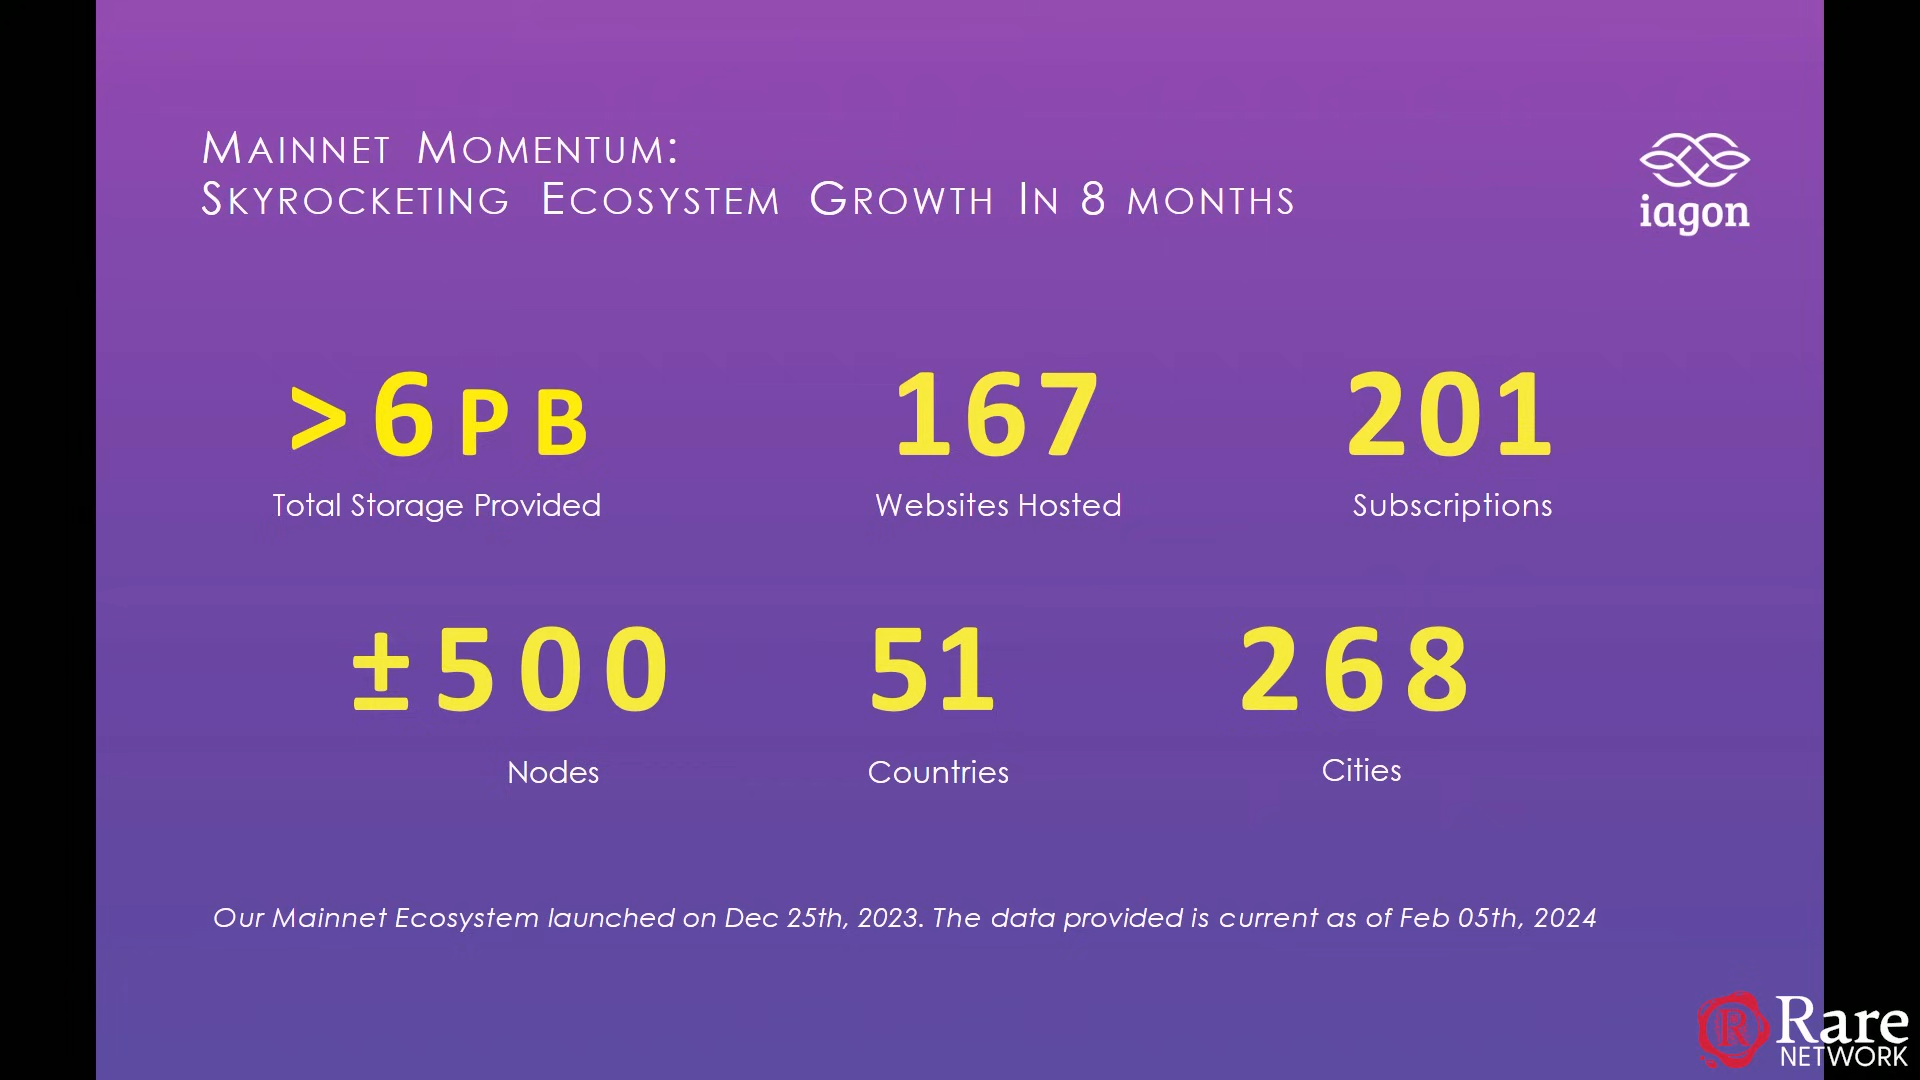 MAINNET MOMENTUM:
SKYROCKETING ECOSYSTEM GROWTH IN 8 MONTHS
iagon
>6PB
167
201
Total Storage Provided
Websites Hosted
Subscriptions
±500
51
268
Nodes
Countries
Cities
Our Mainnet Ecosystem launched on Dec 25th, 2023. The data provided is current as of Feb 05th, 2024
R
Rare
NETWORK